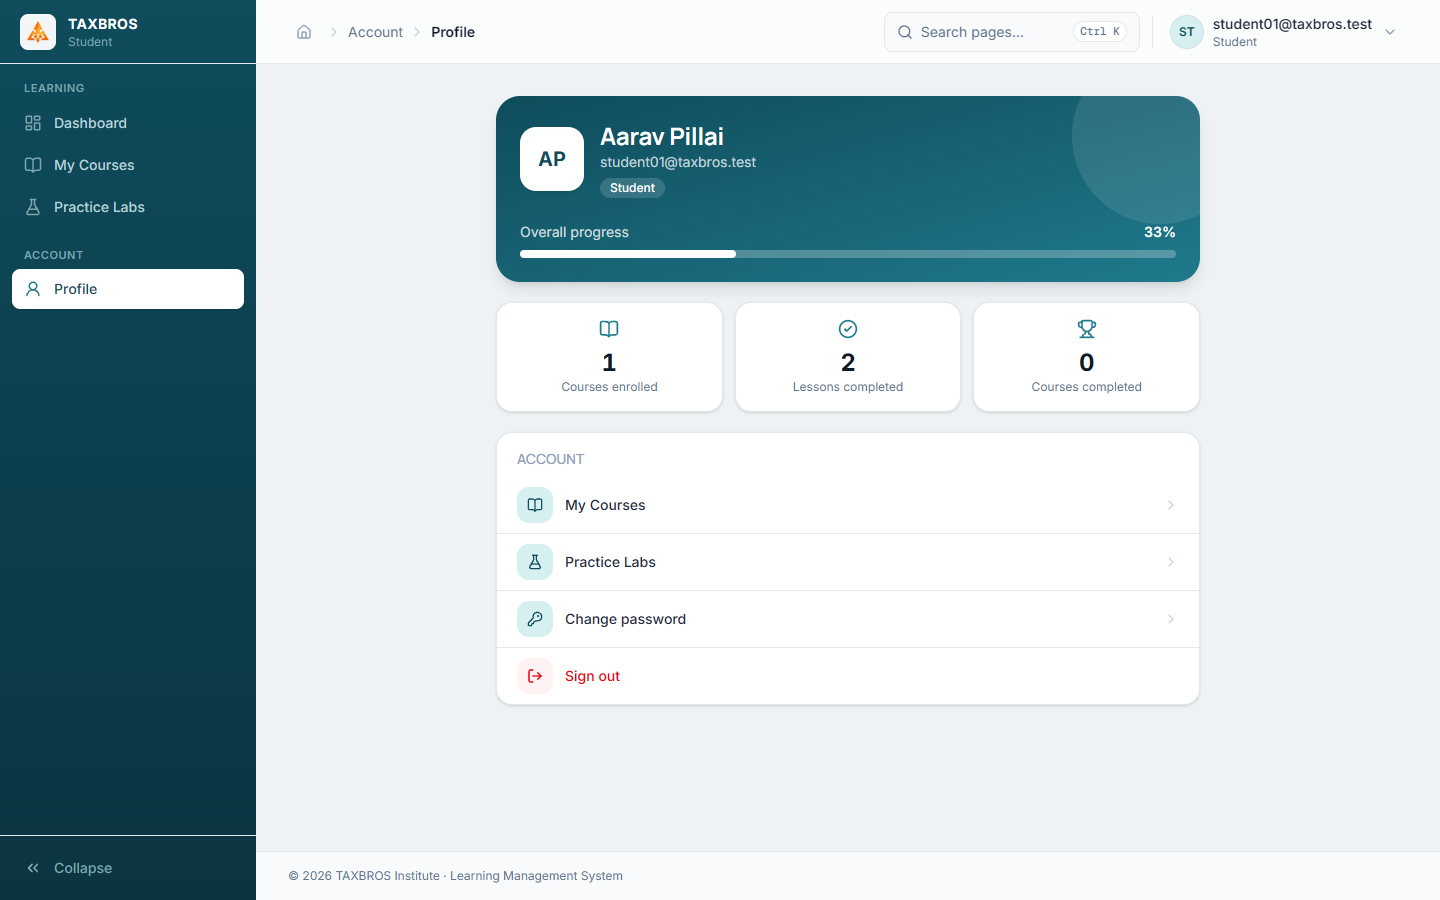 TAXBROS
Student
LEARNING
Dashboard
My Courses
Practice Labs
ACCOUNT
Profile
Collapse
Account
Profile
Search pages...
Ctrl K
ST
student01@taxbros.test
Student
AP
Aarav Pillai
student01@taxbros.test
Student
Overall progress
33%
1
Courses enrolled
2
Lessons completed
0
Courses completed
ACCOUNT
My Courses
Practice Labs
Change password
Sign out
© 2026 TAXBROS Institute · Learning Management System